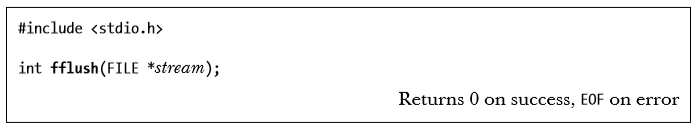 #include <stdio.h>
int fflush(FILE *stream);
Returns 0 on success, EOF on error